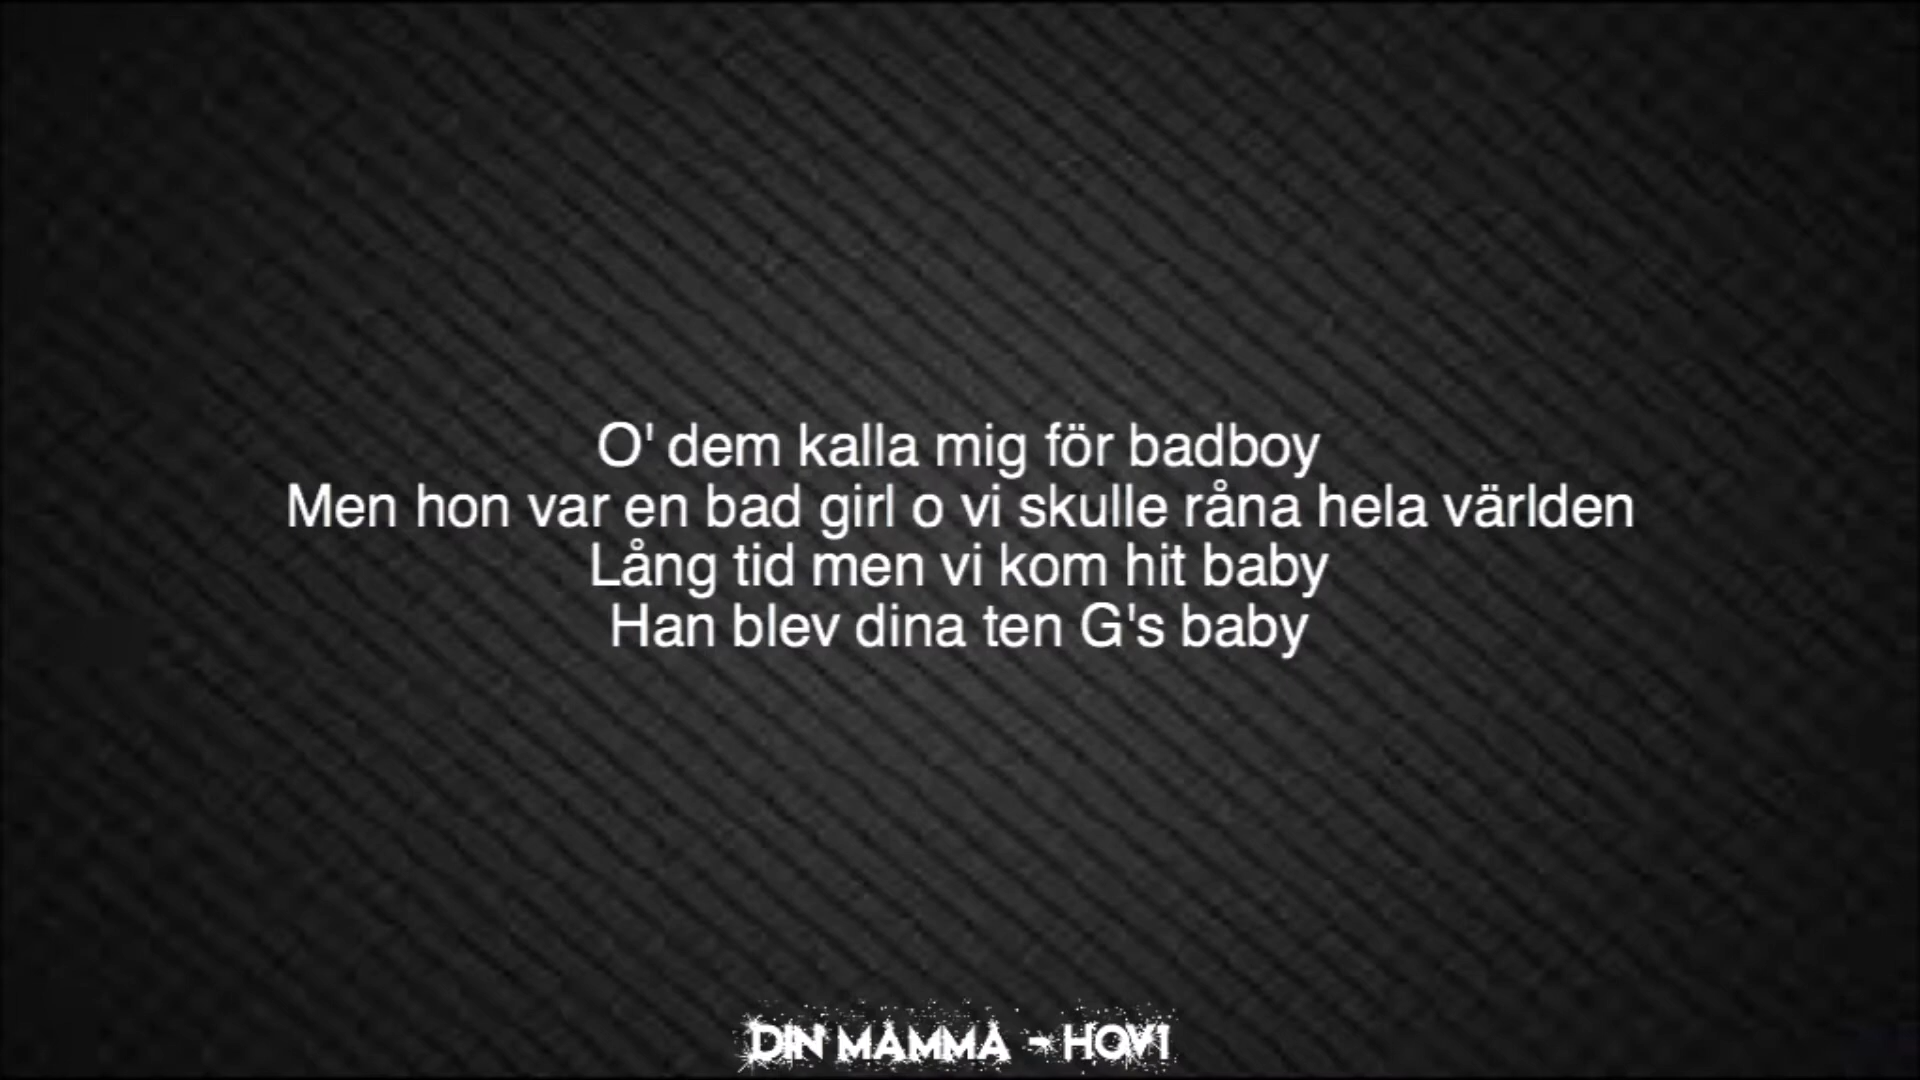 O' dem kalla mig för badboy
Men hon var en bad girl o vi skulle råna hela världen
Lång tid men vi kom hit baby
Han blev dina ten G's baby
DIN MAMMA - HOV1